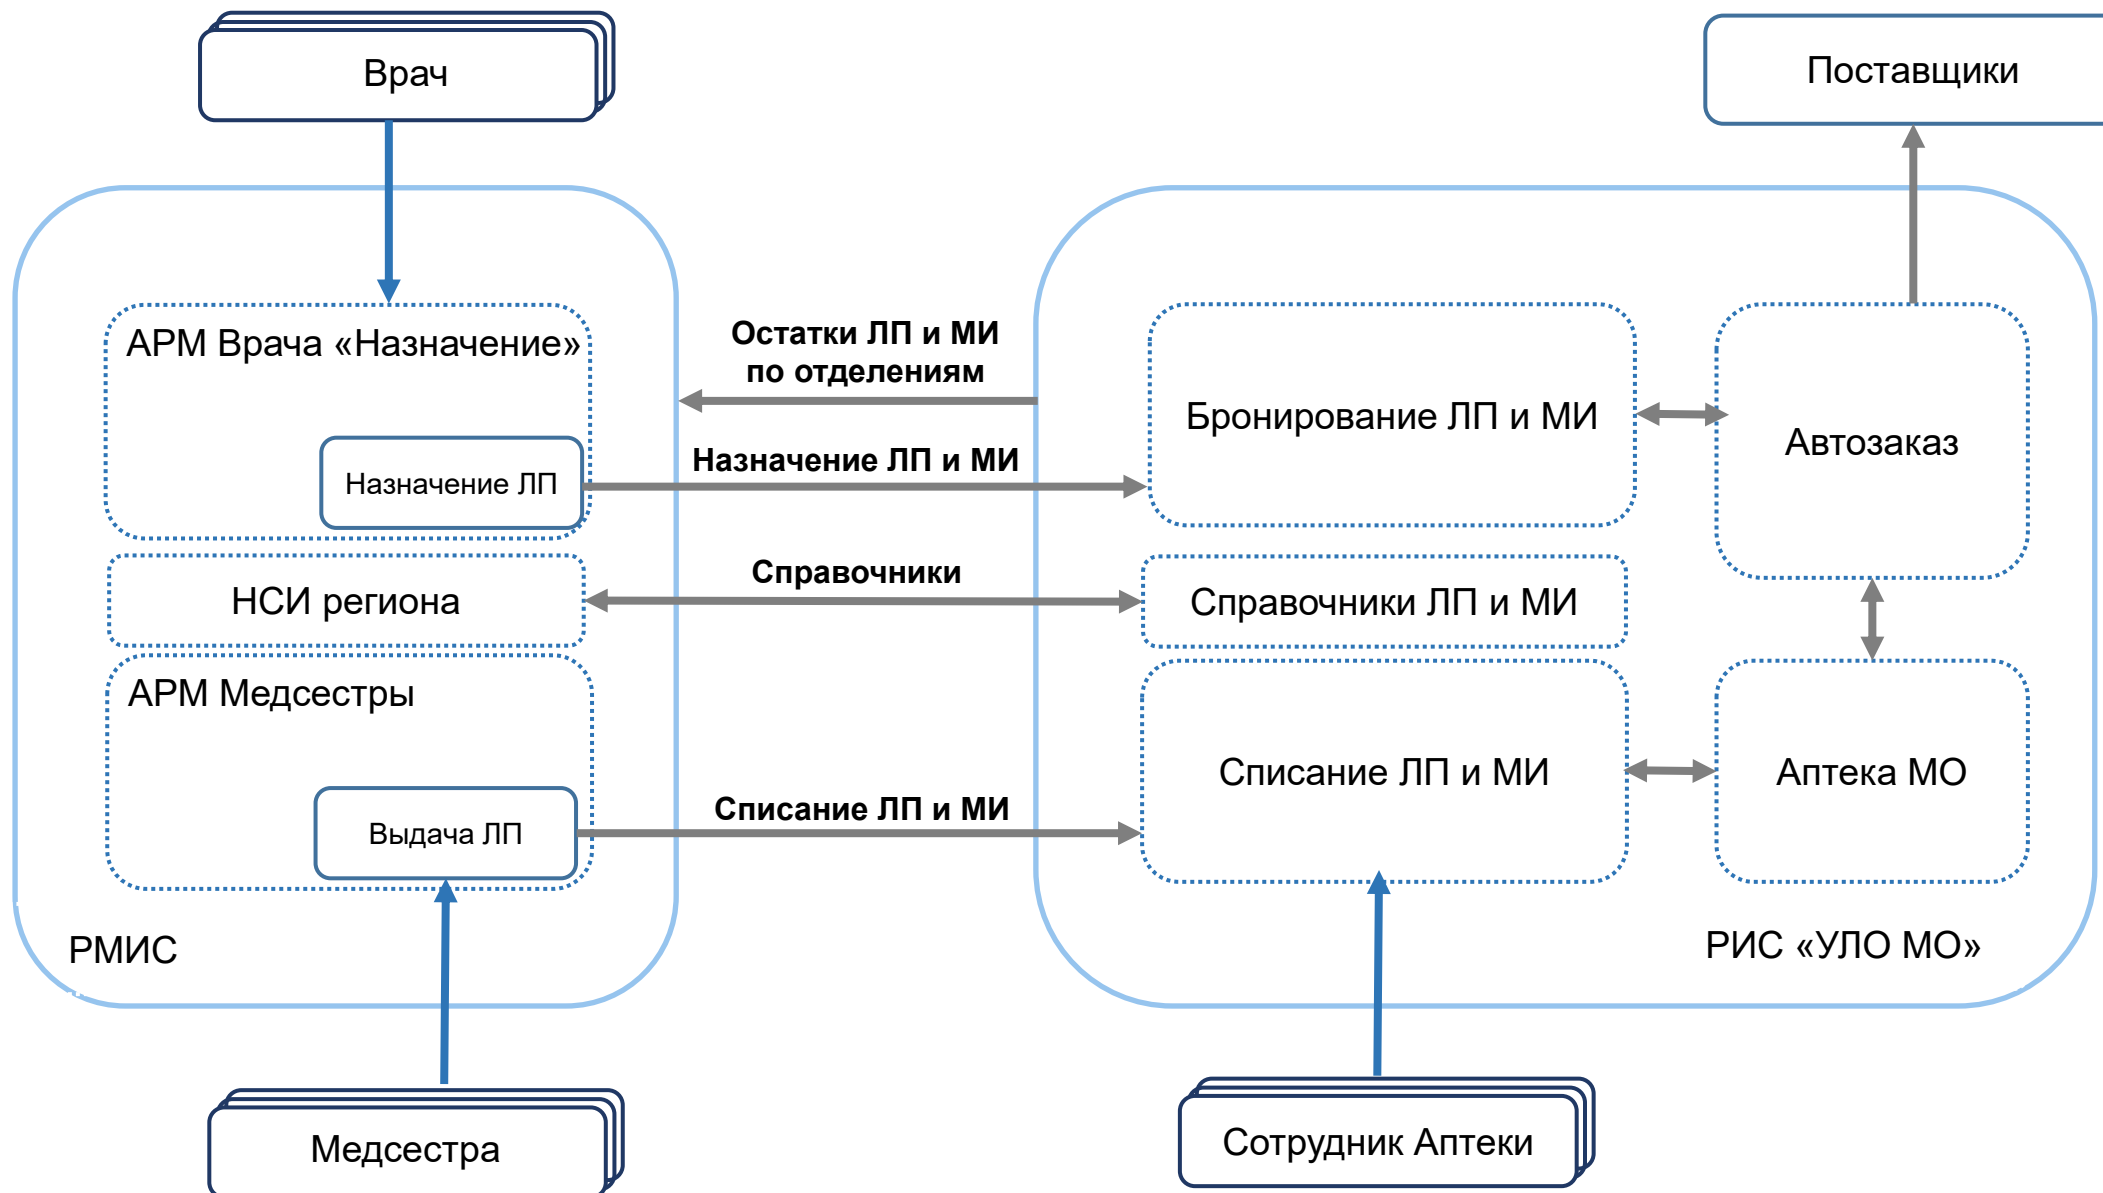 Врач
Поставщики
АРМ Врача «Назначение»
Назначение ЛП
НСИ региона
АРМ Медсестры
Выдача ЛП
РМИС
Остатки ЛП и МИ
по отделениям
Назначение ЛП и МИ
Справочники
Списание ЛП и МИ
Бронирование ЛП и МИ
Автозаказ
Справочники ЛП и МИ
Списание ЛП и МИ
Аптека МО
РИС «УЛО МО»
Медсестра
Сотрудник Аптеки